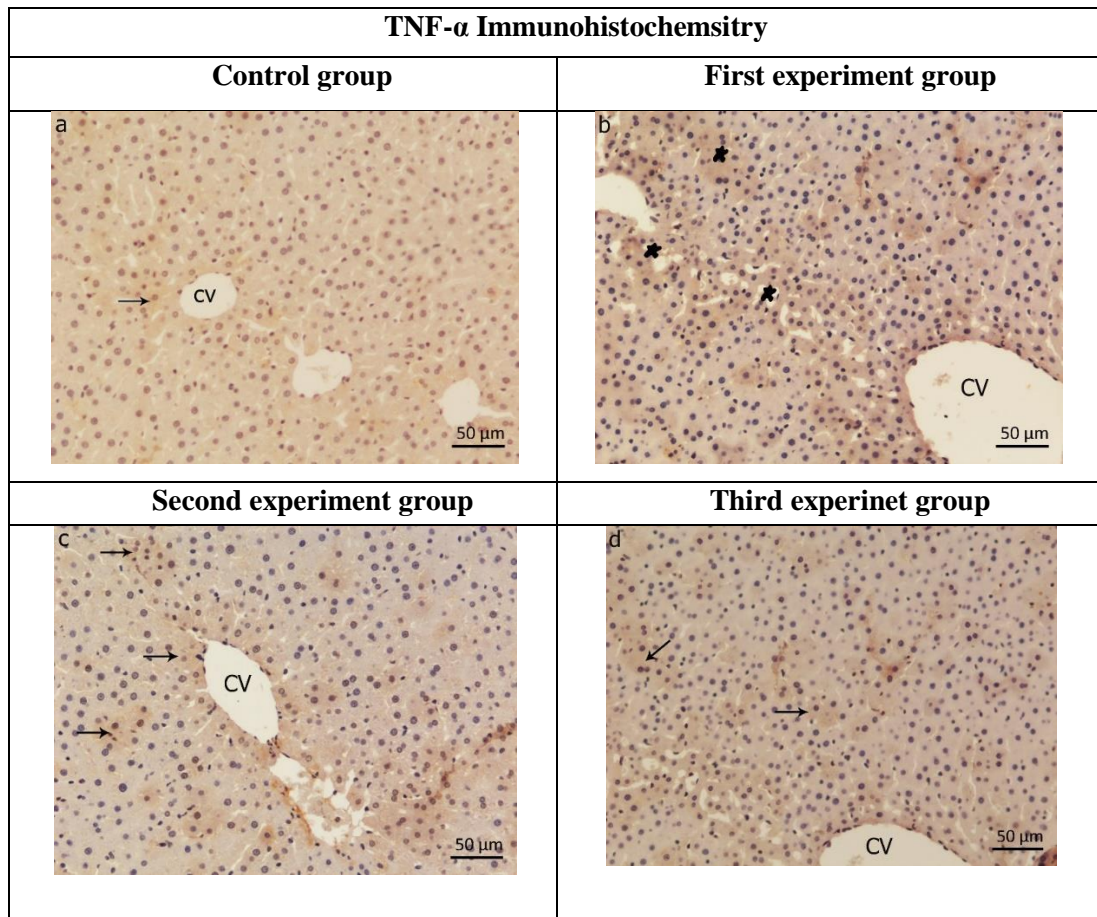 TNF-α Immunohistochemsitry
Control group
First experiment group
a
CV
50 µm
b
CV
50 µm
Second experiment group
Third experinet group
c
CV
50 µm
d
CV
50 µm